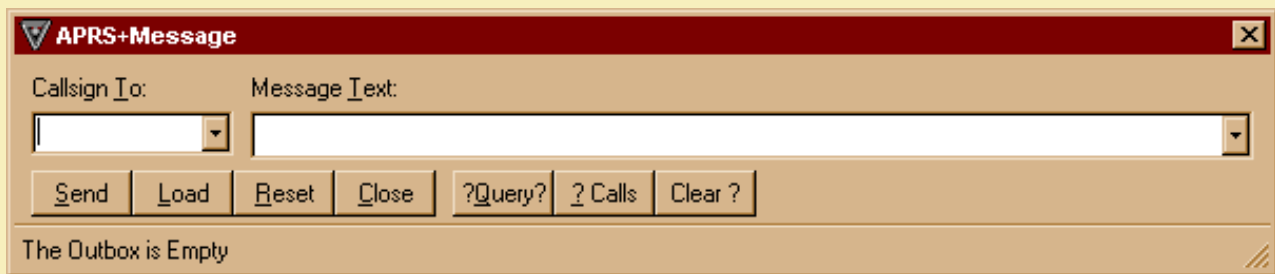 APRS+Message
Callsign To: Message Text:
Send Load Reset Close ?Query? ? Calls Clear ?
The Outbox is Empty